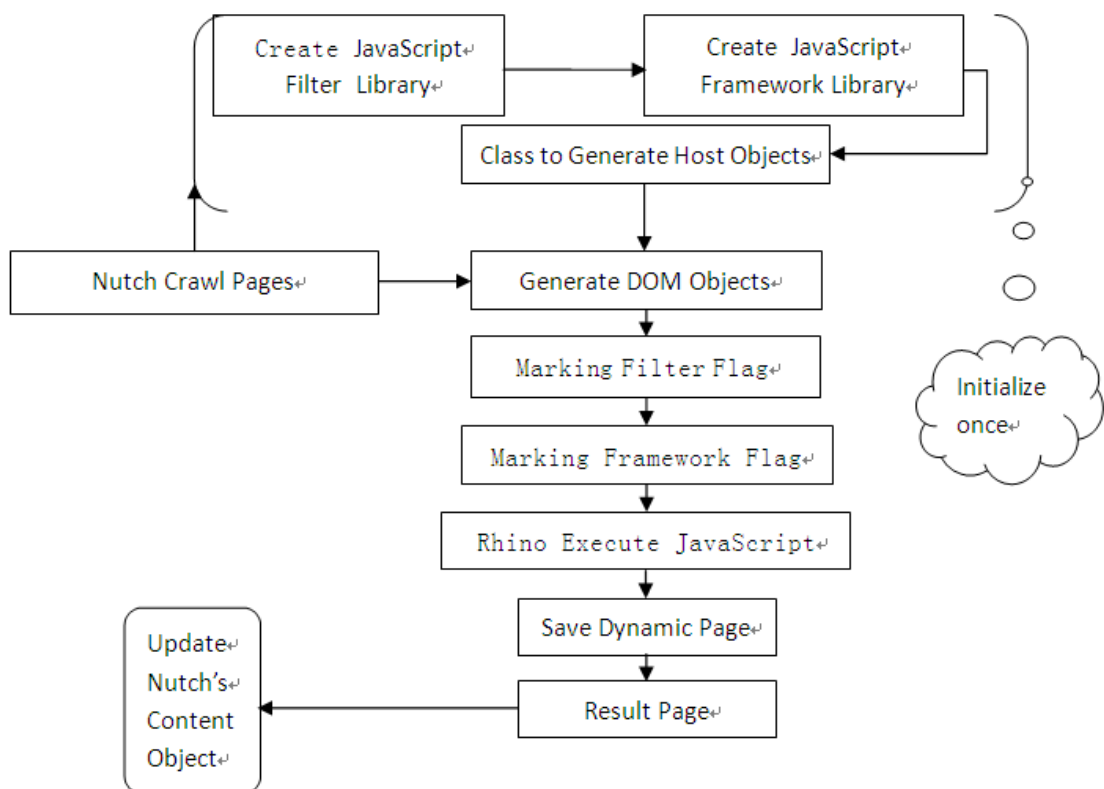 Create JavaScript
Filter Library
Create JavaScript
Framework Library
Class to Generate Host Objects
Nutch Crawl Pages
Generate DOM Objects
Marking Filter Flag
Initialize
once
Marking Framework Flag
Rhino Execute JavaScript
Save Dynamic Page
Update
Nutch's
Content
Object
Result Page